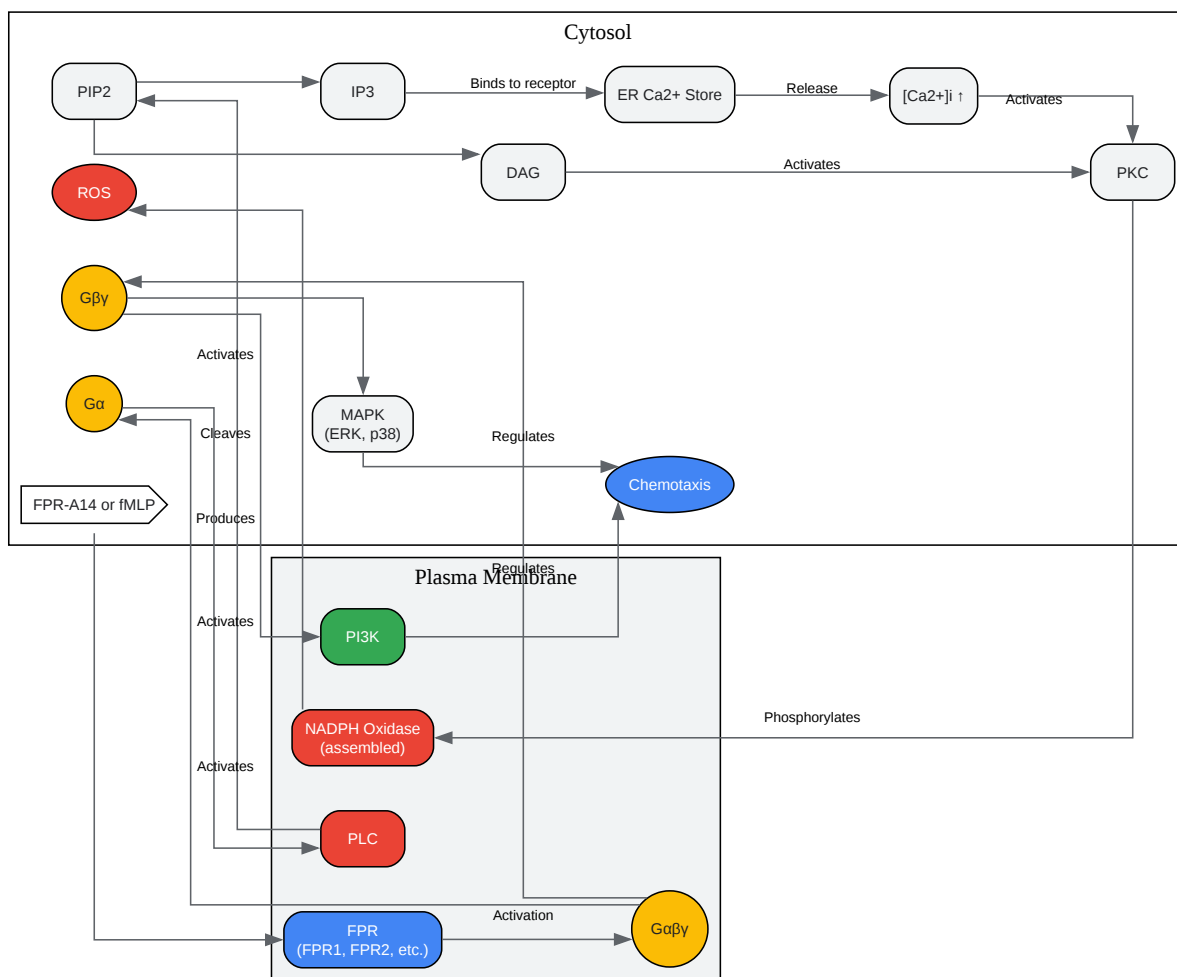 Cytosol
PIP2
IP3
Binds to receptor
ER Ca2+ Store
Release
[Ca2+]i ↑
Activates
DAG
Activates
PKC
ROS
Gβγ
Activates
Gα
Cleaves
MAPK
(ERK, p38)
Regulates
Chemotaxis
FPR-A14 or fMLP
Produces
Regulates
Plasma Membrane
Activates
PI3K
NADPH Oxidase
(assembled)
Phosphorylates
Activates
PLC
Activation
FPR
(FPR1, FPR2, etc.)
Gαβγ